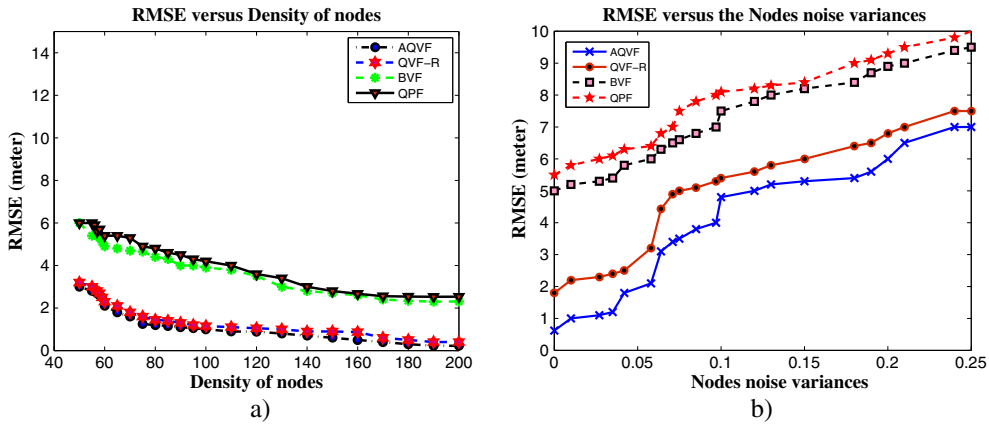 RMSE versus Density of nodes
14
12
10
8
6
4
2
0
RMSE (meter)
AQVF
QVF-R
BVF
QPF
40 60 80 100 120 140 160 180 200
Density of nodes
a)
RMSE versus the Nodes noise variances
10
9
8
7
6
5
4
3
2
1
0
RMSE (meter)
AQVF
QVF-R
BVF
QPF
0 0.05 0.1 0.15 0.2 0.25
Nodes noise variances
b)